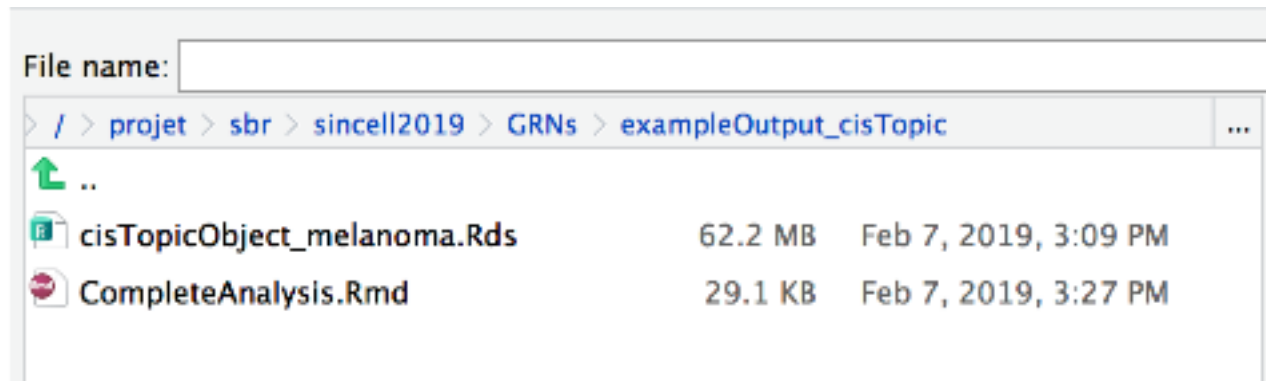 File name:
> / > projet > sbr > sincell2019 > GRNs > exampleOutput_cisTopic ...
..
cisTopicObject_melanoma.Rds 62.2 MB Feb 7, 2019, 3:09 PM
CompleteAnalysis.Rmd 29.1 KB Feb 7, 2019, 3:27 PM